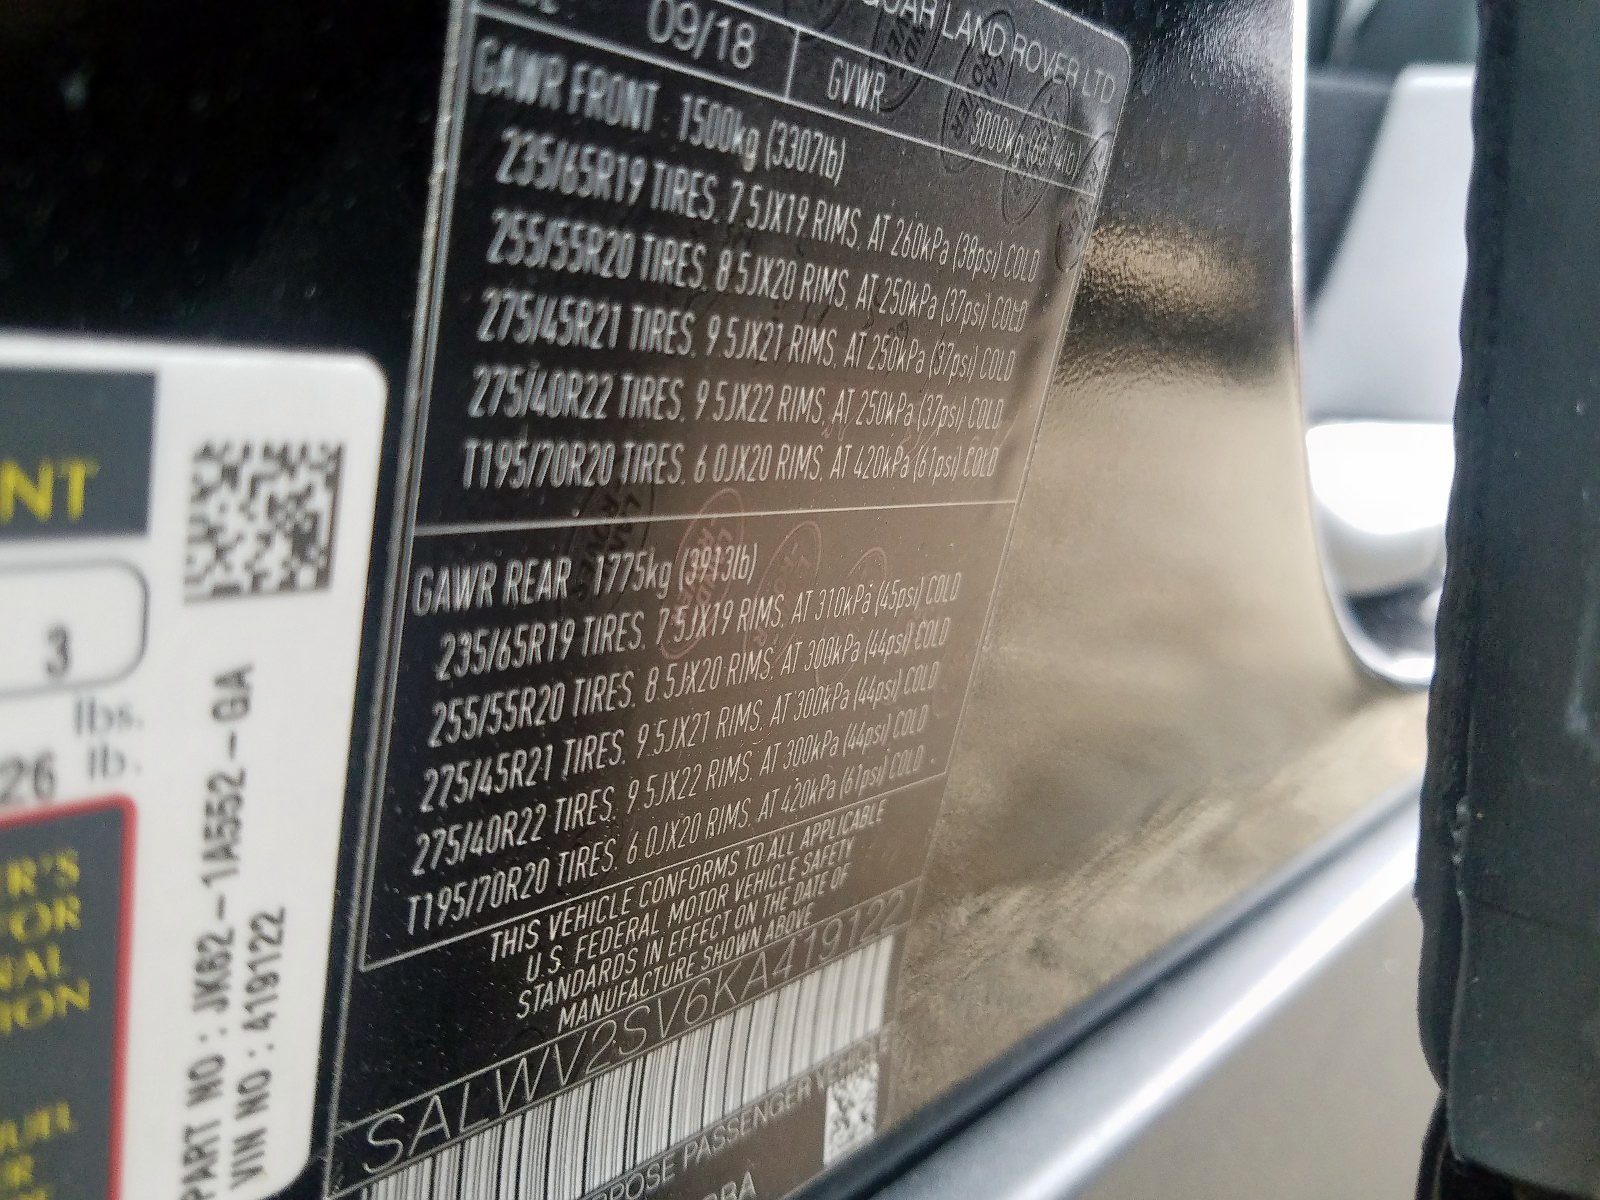 JAGUAR LAND ROVER LTD
09/18 GVWR 3000kg (6614lb)
GAWR FRONT 1500kg (3307lb)
235/65R19 TIRES, 7.5JX19 RIMS, AT 260kPa (38psi) COLD
255/55R20 TIRES, 8.5JX20 RIMS, AT 250kPa (37psi) COLD
275/45R21 TIRES, 9.5JX21 RIMS, AT 250kPa (37psi) COLD
275/40R22 TIRES, 9.5JX22 RIMS, AT 250kPa (37psi) COLD
T195/70R20 TIRES, 6.0JX20 RIMS, AT 420kPa (61psi) COLD
GAWR REAR 1775kg (3913lb)
235/65R19 TIRES, 7.5JX19 RIMS, AT 310kPa (45psi) COLD
255/55R20 TIRES, 8.5JX20 RIMS, AT 300kPa (44psi) COLD
275/45R21 TIRES, 9.5JX21 RIMS, AT 300kPa (44psi) COLD
275/40R22 TIRES, 9.5JX22 RIMS, AT 300kPa (44psi) COLD
T195/70R20 TIRES, 6.0JX20 RIMS, AT 420kPa (61psi) COLD
THIS VEHICLE CONFORMS TO ALL APPLICABLE
U.S. FEDERAL MOTOR VEHICLE SAFETY
STANDARDS IN EFFECT ON THE DATE OF
MANUFACTURE SHOWN ABOVE
SALWV2SV6KA419122
RPOSE PASSENGER VEHICLE
NT
3
lbs.
26 lb.
R'S
FOR
NAL
TION
PART NO: JK62-1A552-GA
VIN NO: 419122